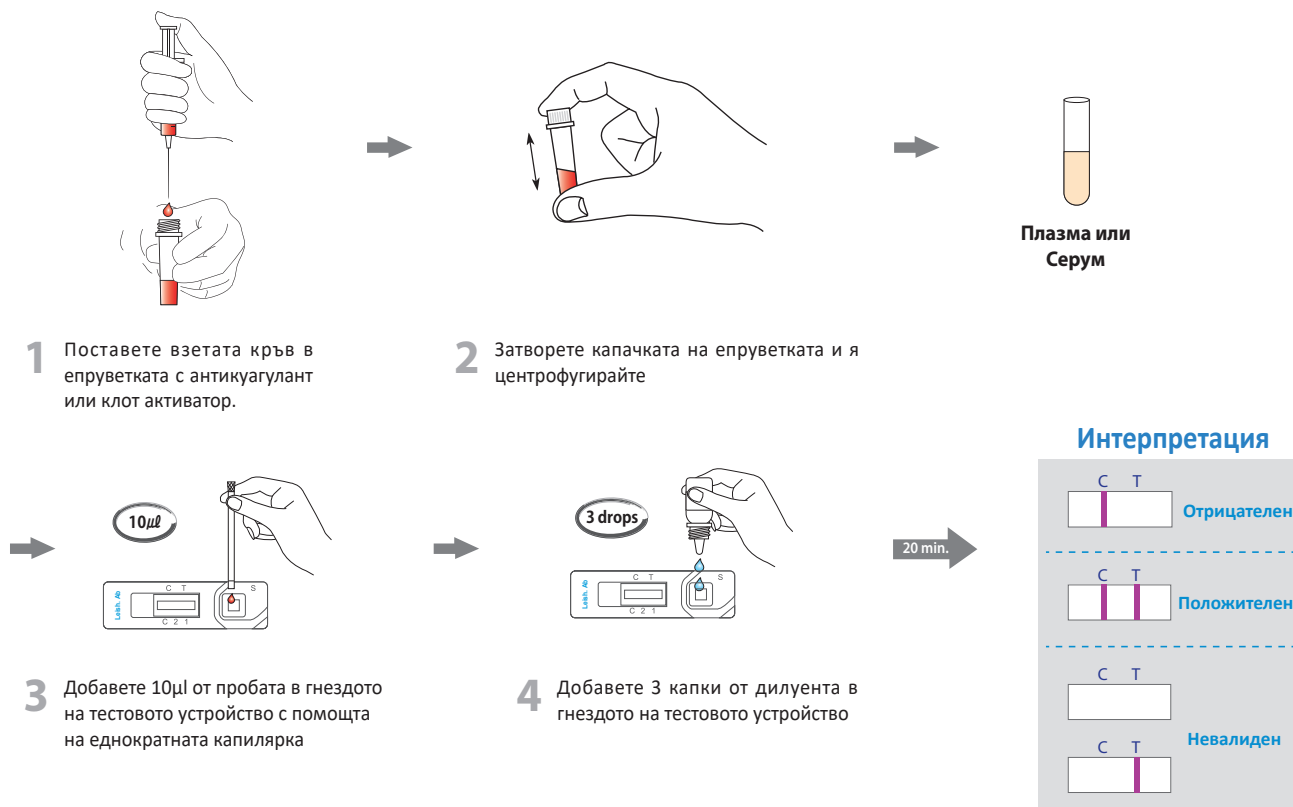 Плазма или
Серум
1 Поставете взетата кръв в
епруветката с антикуагулант
или клот активатор.
2 Затворете капачката на епруветката и я
центрофугирайте
10µl
Leish. Ab
C T
S
C 2 1
3 Добавете 10µl от пробата в гнездото
на тестовото устройство с помощта
на еднократната капилярка
3 drops
Leish. Ab
C T
S
C 2 1
4 Добавете 3 капки от дилуента в
гнездото на тестовото устройство
20 min.
Интерпретация
C T
Отрицателен
C T
Положителен
C T
Невалиден
C T